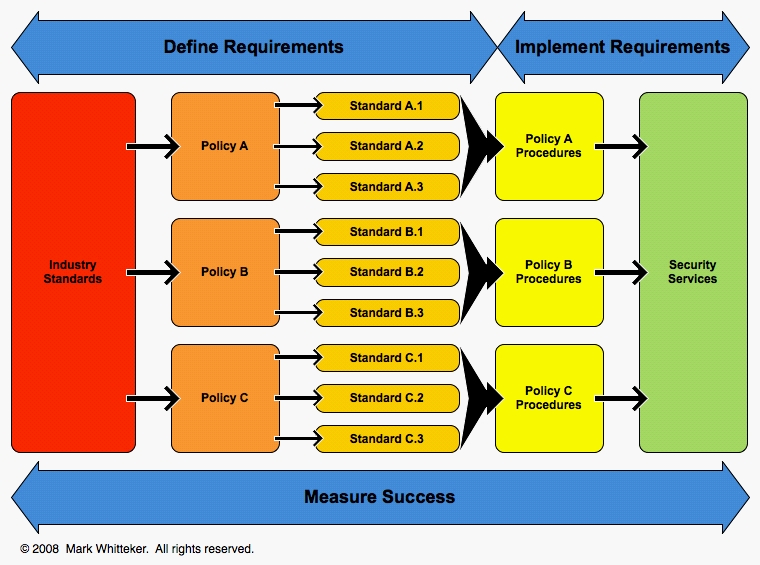 Define Requirements
Implement Requirements
Industry
Standards
Policy A
Standard A.1
Standard A.2
Standard A.3
Policy A
Procedures
Policy B
Standard B.1
Standard B.2
Standard B.3
Policy B
Procedures
Policy C
Standard C.1
Standard C.2
Standard C.3
Policy C
Procedures
Security
Services
Measure Success
© 2008 Mark Whitteker. All rights reserved.